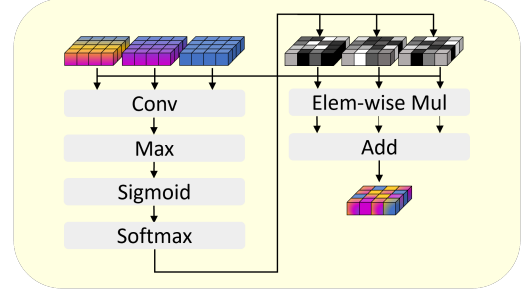 Conv
Max
Sigmoid
Softmax
Elem-wise Mul
Add